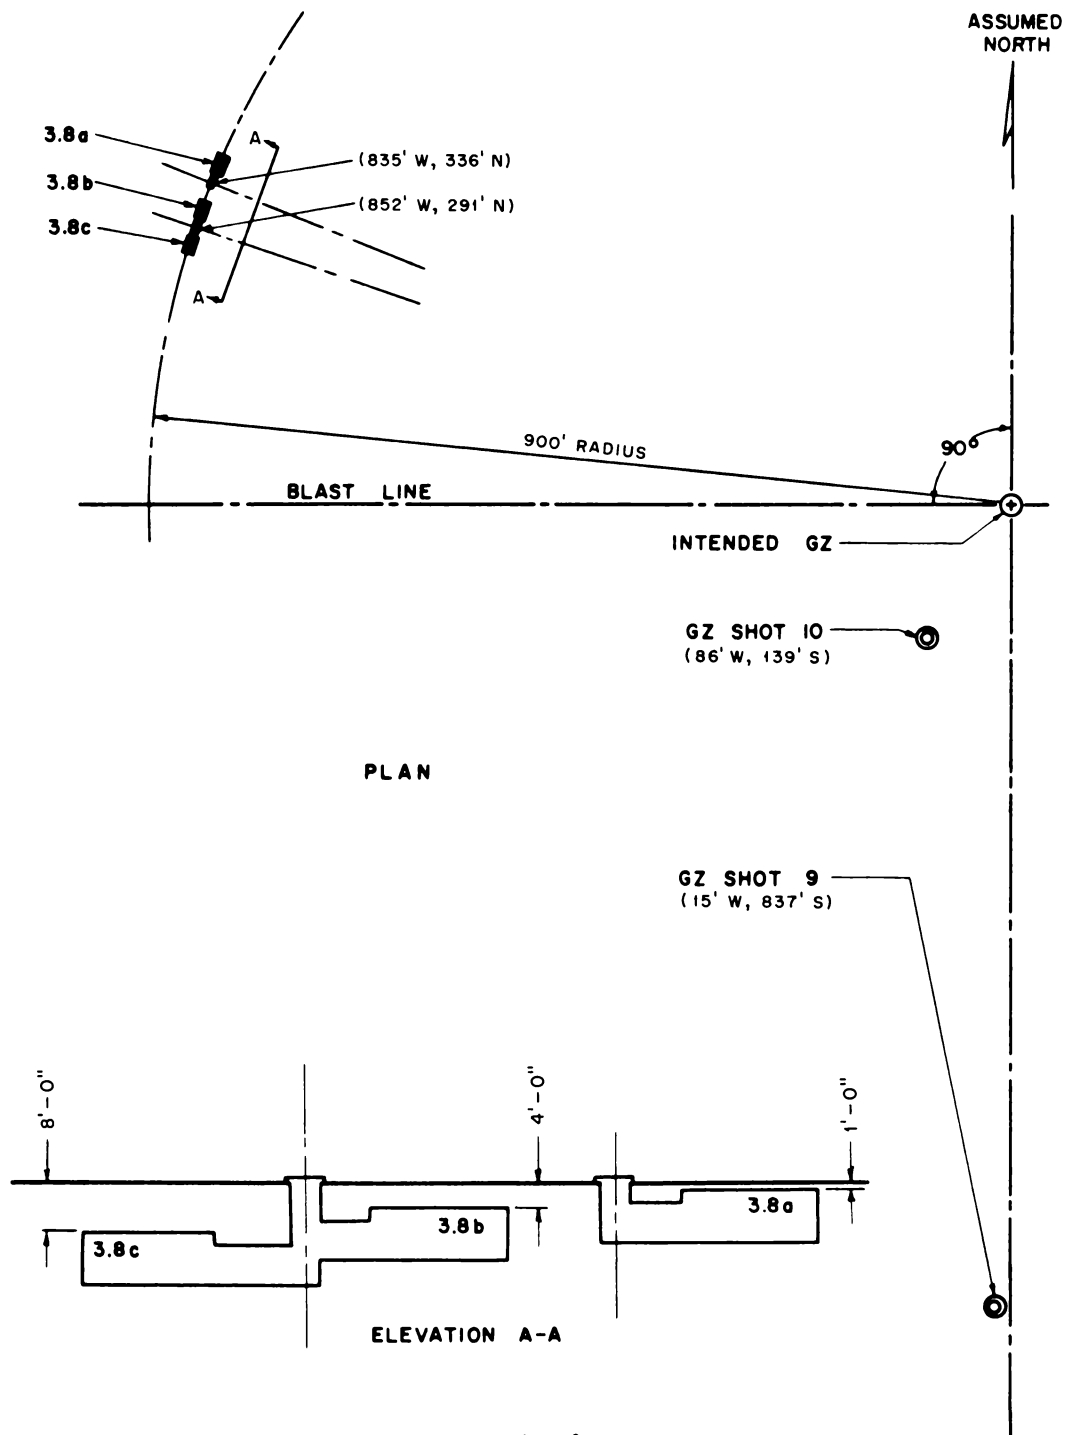 ASSUMED
NORTH
3.8a
A
(835' W, 336' N)
3.8b
(852' W, 291' N)
3.8c
A
900' RADIUS
90°
BLAST LINE
INTENDED GZ
GZ SHOT 10
(86' W, 139' S)
PLAN
GZ SHOT 9
(15' W, 837' S)
8'-0"
4'-0"
1'-0"
3.8c
3.8b
3.8a
ELEVATION A-A